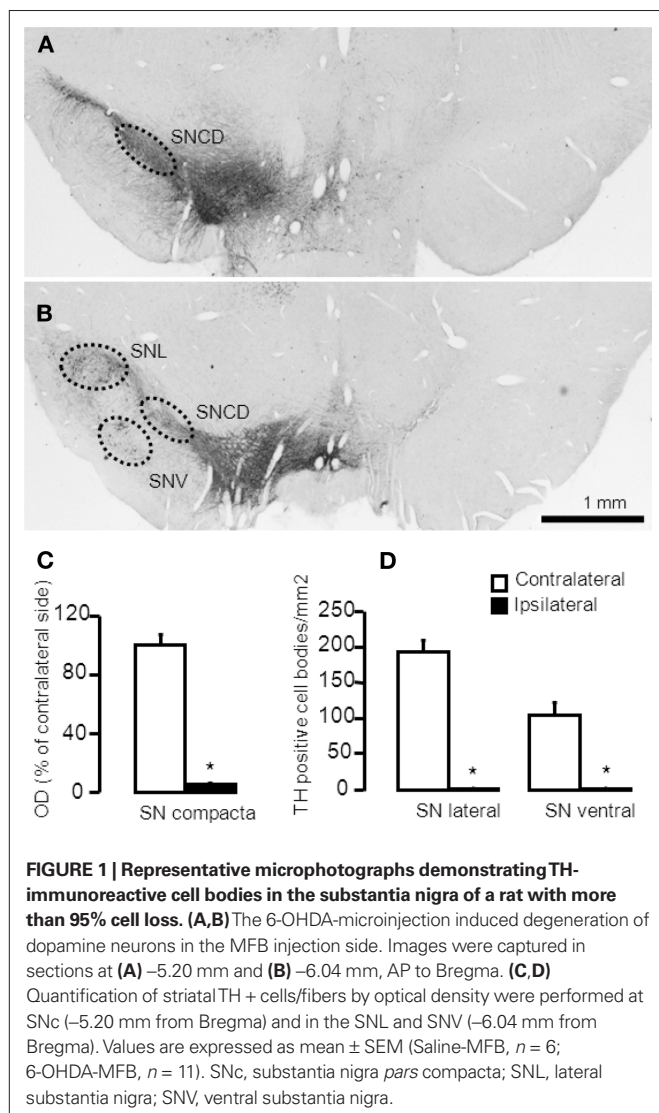 A
SNCD
B
SNL
SNCD
SNV
1 mm
C
D
Contralateral
Ipsilateral
OD (% of contralateral side)
120
80
40
0
*
SN compacta
TH positive cell bodies/mm2
250
200
150
100
50
0
*
*
SN lateral
SN ventral
FIGURE 1 | Representative microphotographs demonstrating TH-
immunoreactive cell bodies in the substantia nigra of a rat with more
than 95% cell loss. (A,B) The 6-OHDA-microinjection induced degeneration of
dopamine neurons in the MFB injection side. Images were captured in
sections at (A) –5.20 mm and (B) –6.04 mm, AP to Bregma. (C,D)
Quantification of striatal TH + cells/fibers by optical density were performed at
SNc (–5.20 mm from Bregma) and in the SNL and SNV (–6.04 mm from
Bregma). Values are expressed as mean ± SEM (Saline-MFB, n = 6;
6-OHDA-MFB, n = 11). SNc, substantia nigra pars compacta; SNL, lateral
substantia nigra; SNV, ventral substantia nigra.